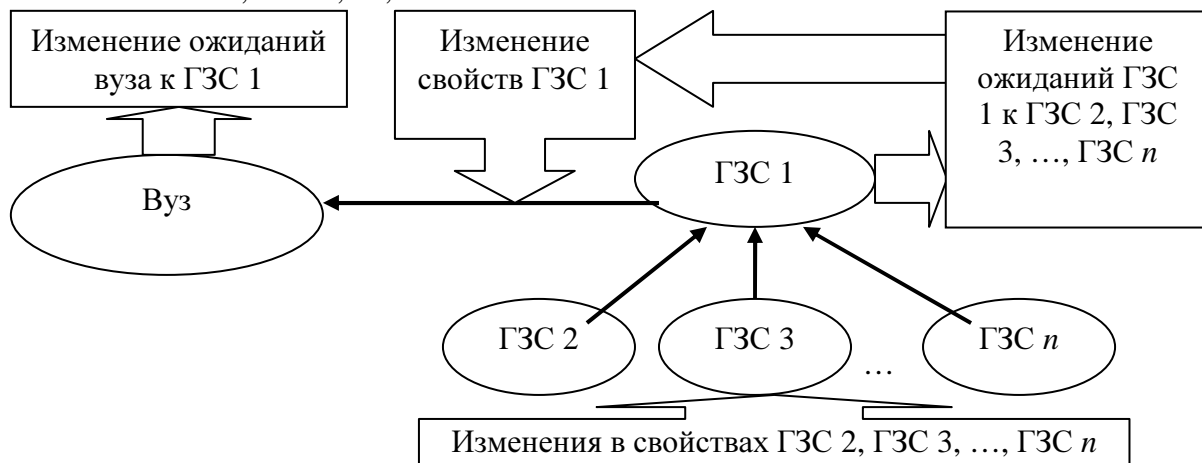 Изменение ожиданий
вуза к ГЗС 1
Изменение
свойств ГЗС 1
Изменение
ожиданий ГЗС
1 к ГЗС 2, ГЗС
3, …, ГЗС n
Вуз
ГЗС 1
ГЗС 2
ГЗС 3
…
ГЗС n
Изменения в свойствах ГЗС 2, ГЗС 3, …, ГЗС n